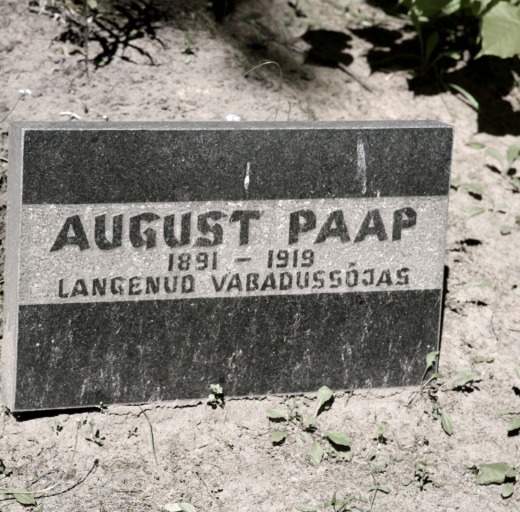 AUGUST PAAP
1891 - 1919
LANGENUD VABADUSSÕJAS